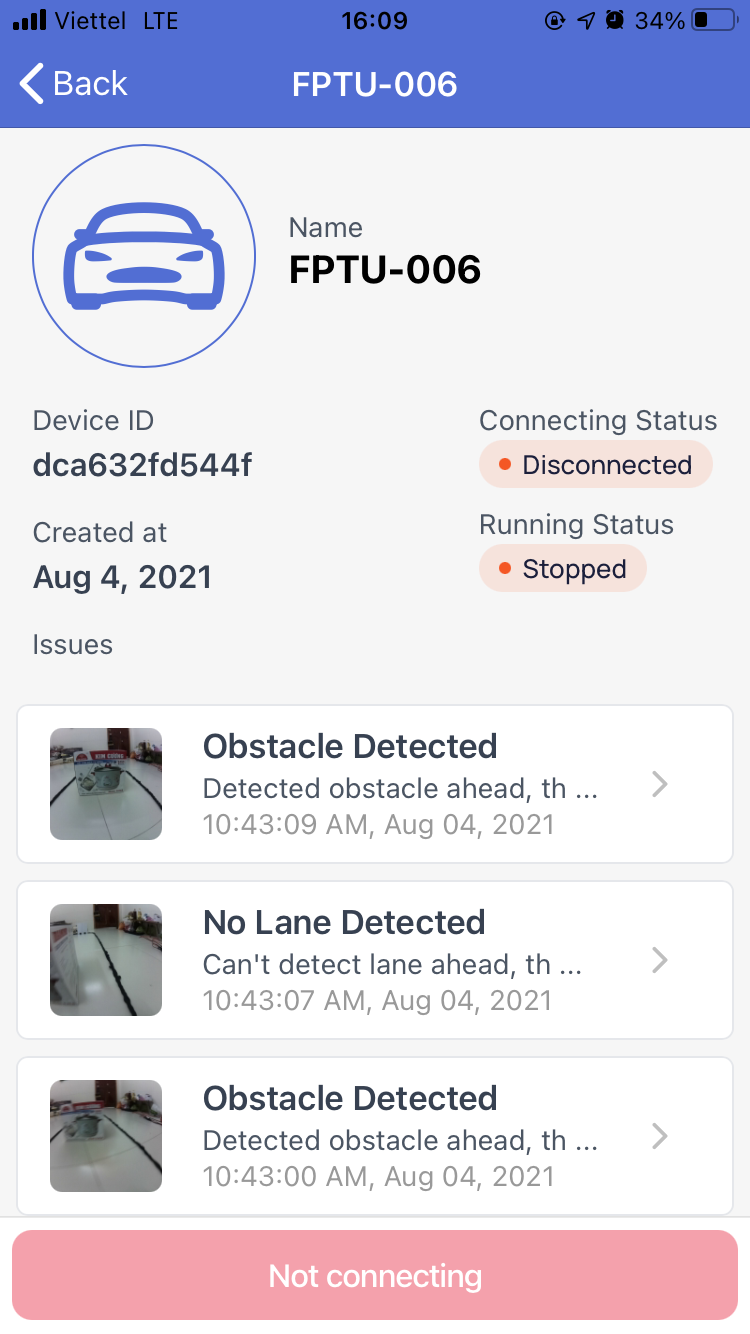 Viettel LTE 16:09 34%
Back FPTU-006
Name
FPTU-006
Device ID
dca632fd544f
Connecting Status
Disconnected
Created at
Aug 4, 2021
Running Status
Stopped
Issues
Obstacle Detected
Detected obstacle ahead, th ...
10:43:09 AM, Aug 04, 2021
No Lane Detected
Can't detect lane ahead, th ...
10:43:07 AM, Aug 04, 2021
Obstacle Detected
Detected obstacle ahead, th ...
10:43:00 AM, Aug 04, 2021
Not connecting